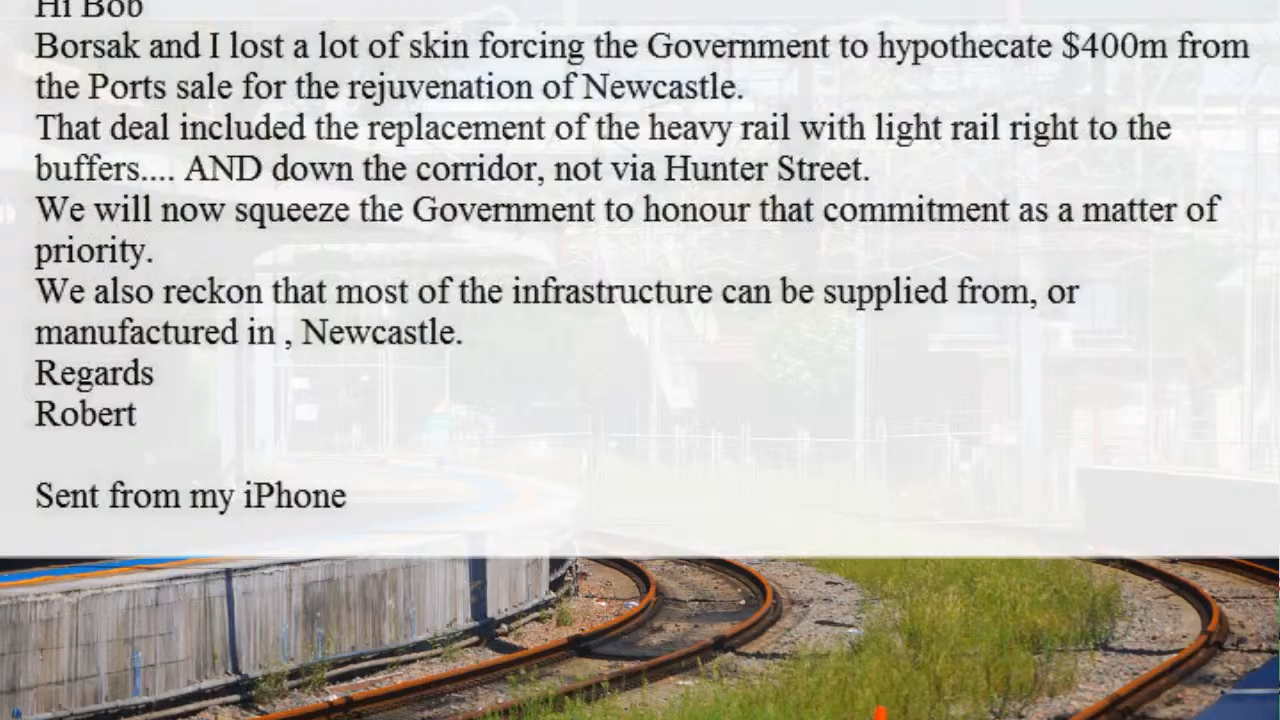 Hi Bob
Borsak and I lost a lot of skin forcing the Government to hypothecate $400m from
the Ports sale for the rejuvenation of Newcastle.
That deal included the replacement of the heavy rail with light rail right to the
buffers.... AND down the corridor, not via Hunter Street.
We will now squeeze the Government to honour that commitment as a matter of
priority.
We also reckon that most of the infrastructure can be supplied from, or
manufactured in , Newcastle.
Regards
Robert
Sent from my iPhone